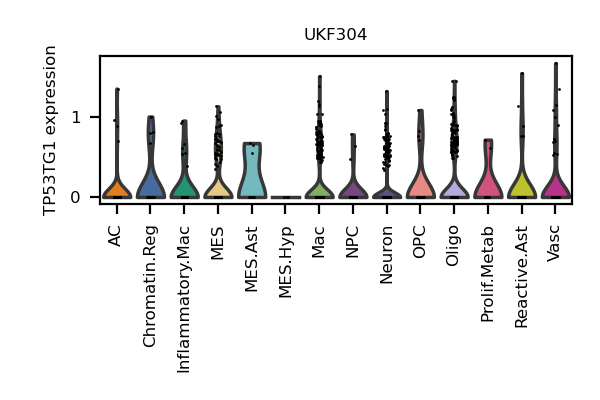 UKF304
TP53TG1 expression
1
0
AC
Chromatin.Reg
Inflammatory.Mac
MES
MES.Ast
MES.Hyp
Mac
NPC
Neuron
OPC
Oligo
Prolif.Metab
Reactive.Ast
Vasc